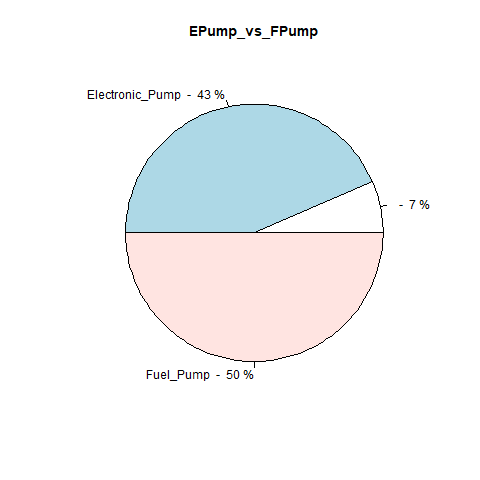 EPump_vs_FPump
Electronic_Pump - 43 %
- 7 %
Fuel_Pump - 50 %